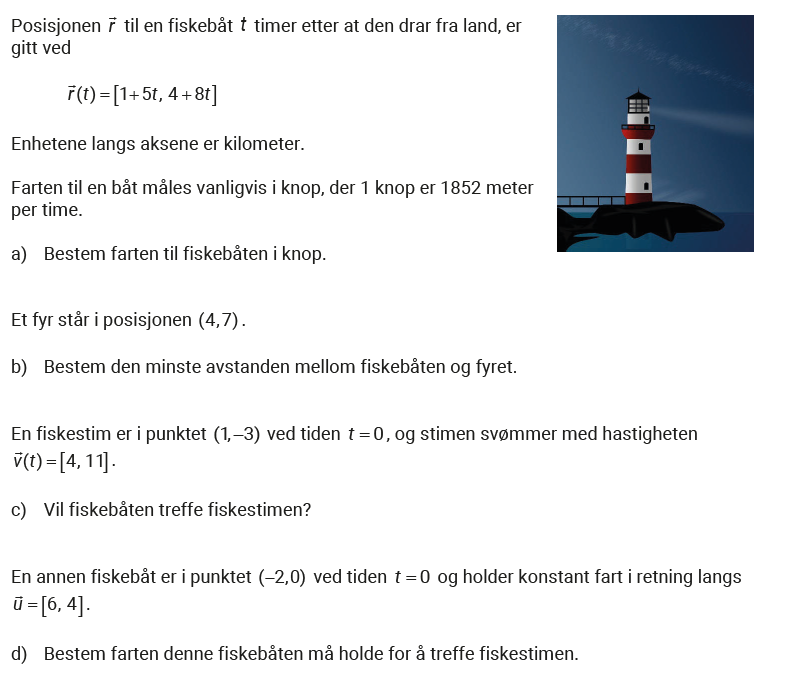 Posisjonen r⃗ til en fiskebåt t timer etter at den drar fra land, er
gitt ved
r⃗(t) = [1+5t, 4+8t]
Enhetene langs aksene er kilometer.
Farten til en båt måles vanligvis i knop, der 1 knop er 1852 meter
per time.
a) Bestem farten til fiskebåten i knop.
Et fyr står i posisjonen (4,7).
b) Bestem den minste avstanden mellom fiskebåten og fyret.
En fiskestim er i punktet (1,−3) ved tiden t = 0, og stimen svømmer med hastigheten
v⃗(t) = [4, 11].
c) Vil fiskebåten treffe fiskestimen?
En annen fiskebåt er i punktet (−2,0) ved tiden t = 0 og holder konstant fart i retning langs
u⃗ = [6, 4].
d) Bestem farten denne fiskebåten må holde for å treffe fiskestimen.